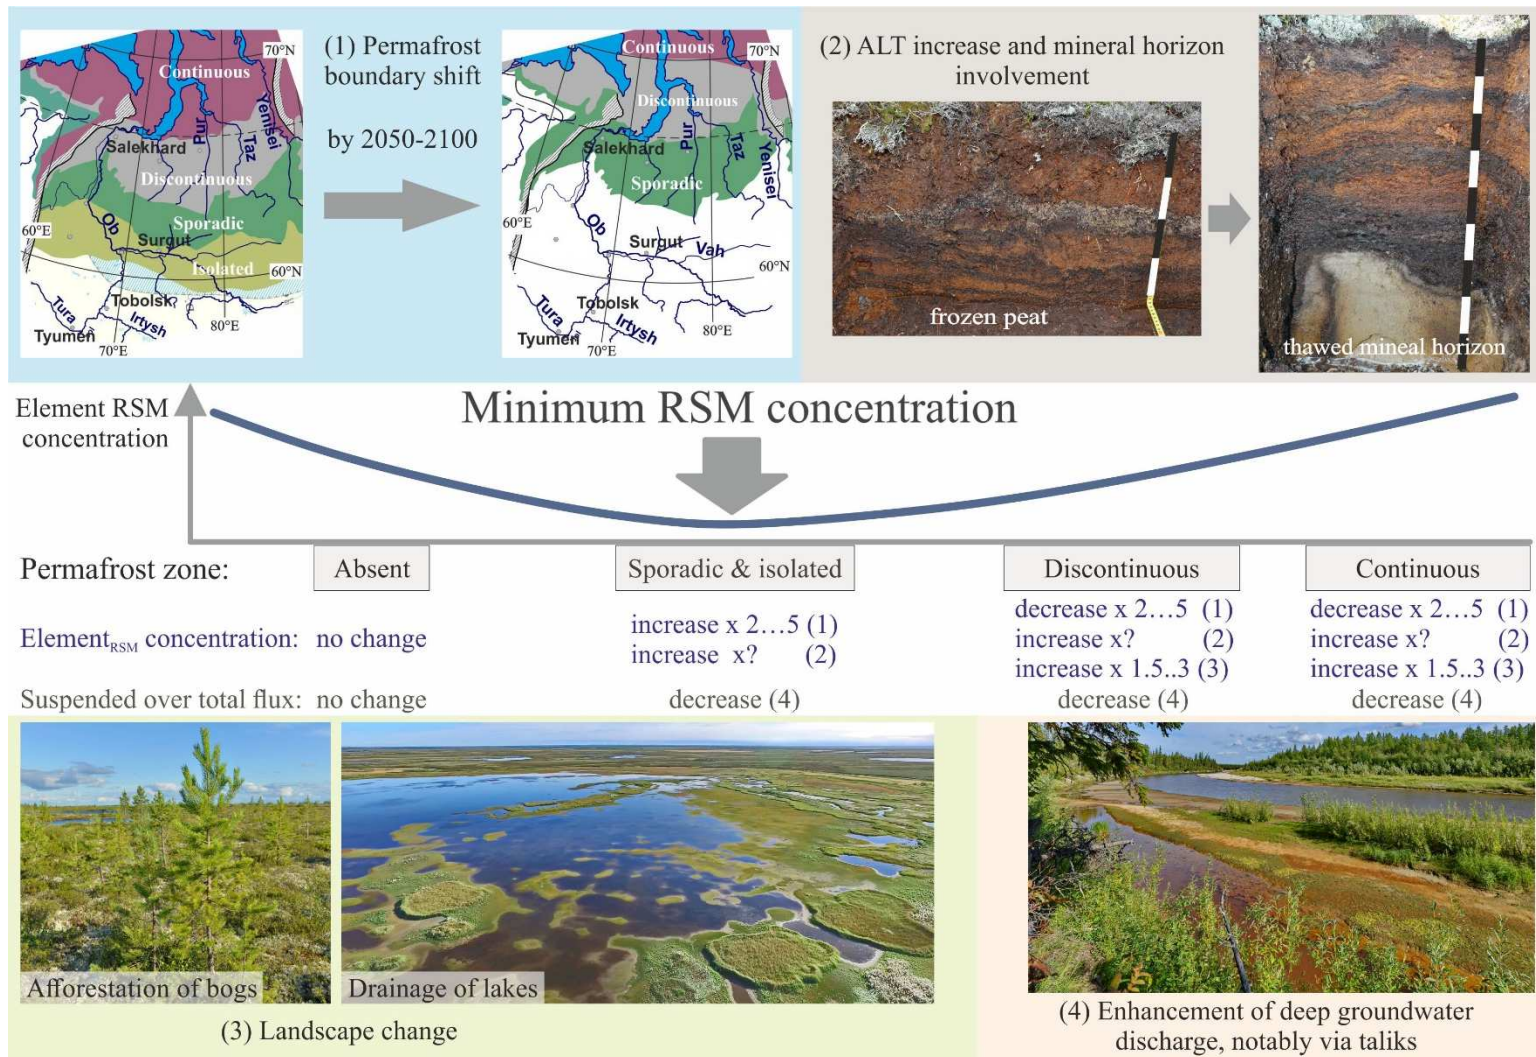 (1) Permafrost
boundary shift
by 2050-2100
Continuous
70°N
Yenisei
Pur
Taz
Salekhard
Discontinuous
Sporadic
60°E
Ob
Surgut
Isolated
60°N
Tobolsk
Tura
Irtysh
Tyumen
80°E
70°E
Continuous
70°N
Discontinuous
Pur
Taz
Salekhard
Yenisei
Sporadic
60°E
Ob
Surgut
Vah
60°N
Tobolsk
Tura
Irtysh
Tyumen
80°E
70°E
(2) ALT increase and mineral horizon
involvement
frozen peat
thawed mineal horizon
Element RSM
concentration
Minimum RSM concentration
Permafrost zone: Absent Sporadic & isolated Discontinuous Continuous
Element RSM concentration: no change
increase x 2…5 (1)
increase x? (2)
decrease x 2…5 (1)
increase x? (2)
increase x 1.5..3 (3)
decrease x 2…5 (1)
increase x? (2)
increase x 1.5..3 (3)
Suspended over total flux: no change decrease (4) decrease (4) decrease (4)
Afforestation of bogs
Drainage of lakes
(3) Landscape change
(4) Enhancement of deep groundwater
discharge, notably via taliks